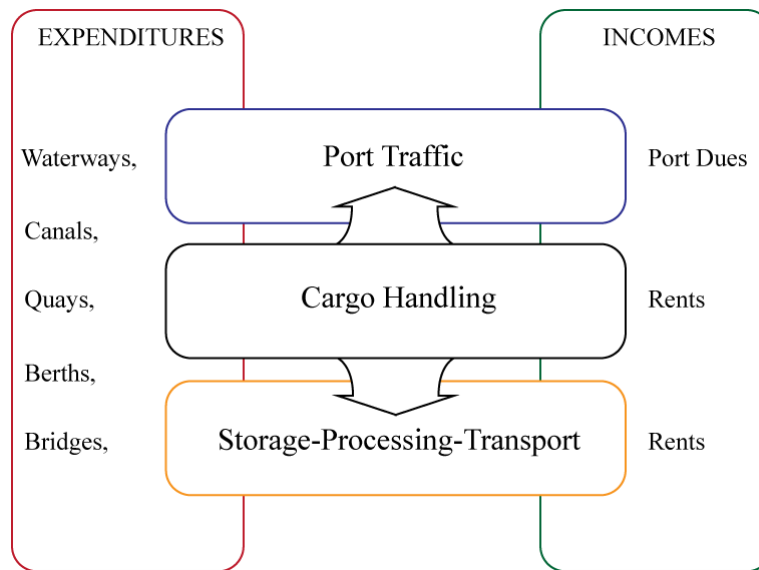 EXPENDITURES
INCOMES
Waterways,
Port Traffic
Port Dues
Canals,
Quays,
Cargo Handling
Rents
Berths,
Bridges,
Storage-Processing-Transport
Rents